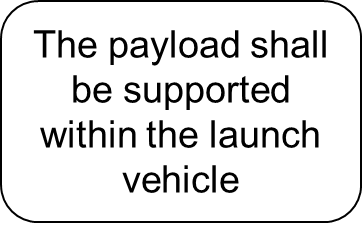 The payload shall
be supported
within the launch
vehicle